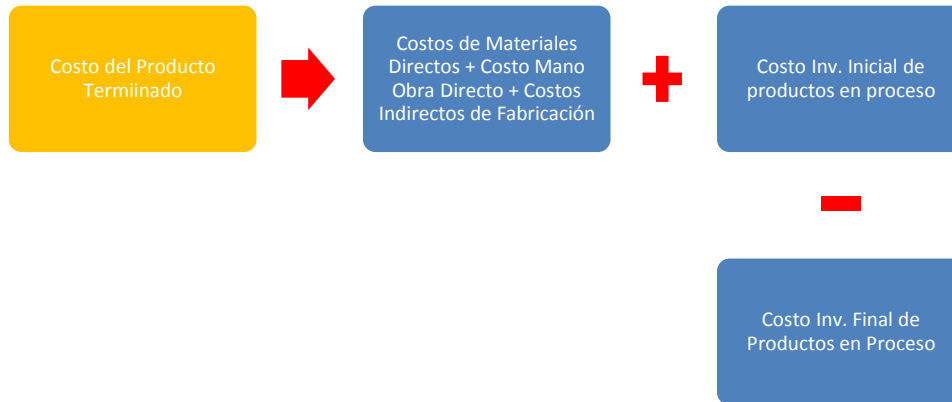 Costo del Producto
Termiinado
Costos de Materiales
Directos + Costo Mano
Obra Directo + Costos
Indirectos de Fabricación
Costo Inv. Inicial de
productos en proceso
Costo Inv. Final de
Productos en Proceso